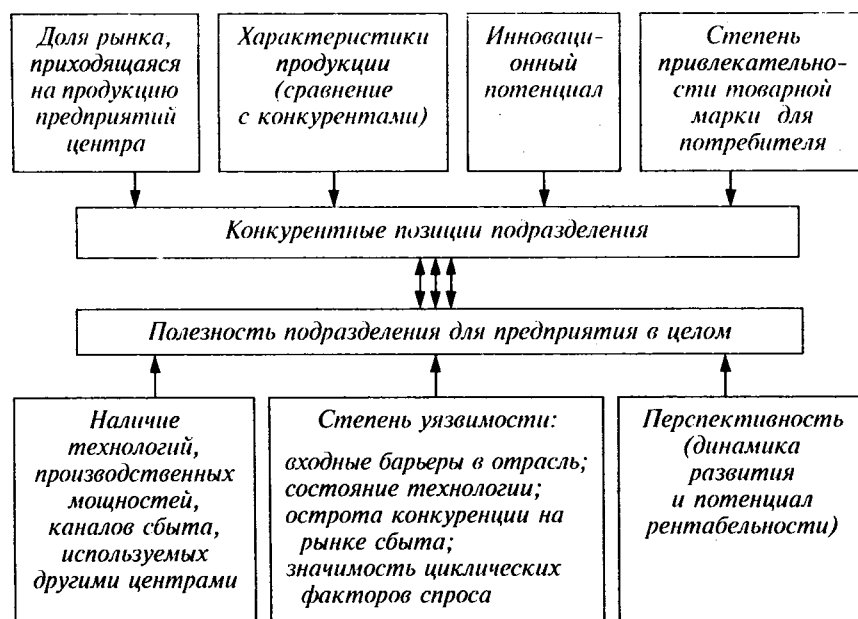 Доля рынка,
приходящаяся
на продукцию
предприятий
центра
Характеристики
продукции
(сравнение
с конкурентами)
Инноваци-
онный
потенциал
Степень
привлекательно-
сти товарной
марки для
потребителя
Конкурентные позиции подразделения
Полезность подразделения для предприятия в целом
Наличие
технологий,
производственных
мощностей,
каналов сбыта,
используемых
другими центрами
Степень уязвимости:
входные барьеры в отрасль;
состояние технологии;
острота конкуренции на
рынке сбыта;
значимость циклических
факторов спроса
Перспективность
(динамика
развития
и потенциал
рентабельности)